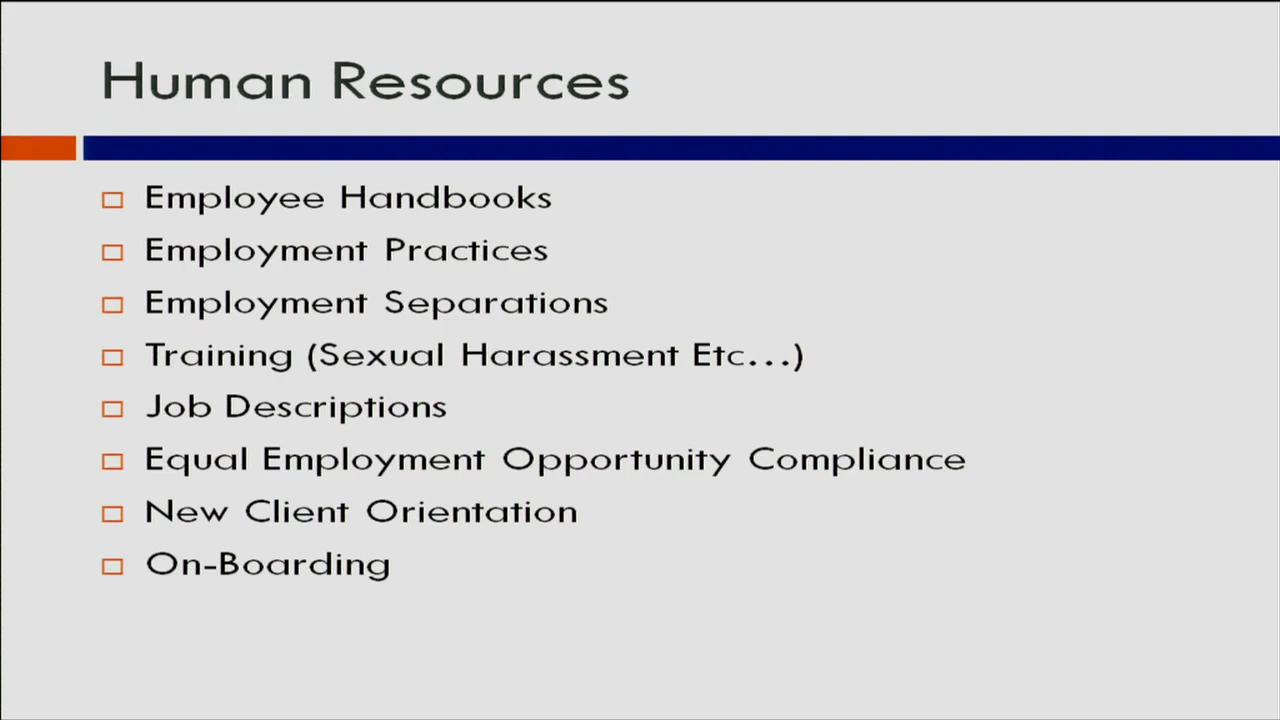 Human Resources
Employee Handbooks
Employment Practices
Employment Separations
Training (Sexual Harassment Etc...)
Job Descriptions
Equal Employment Opportunity Compliance
New Client Orientation
On-Boarding